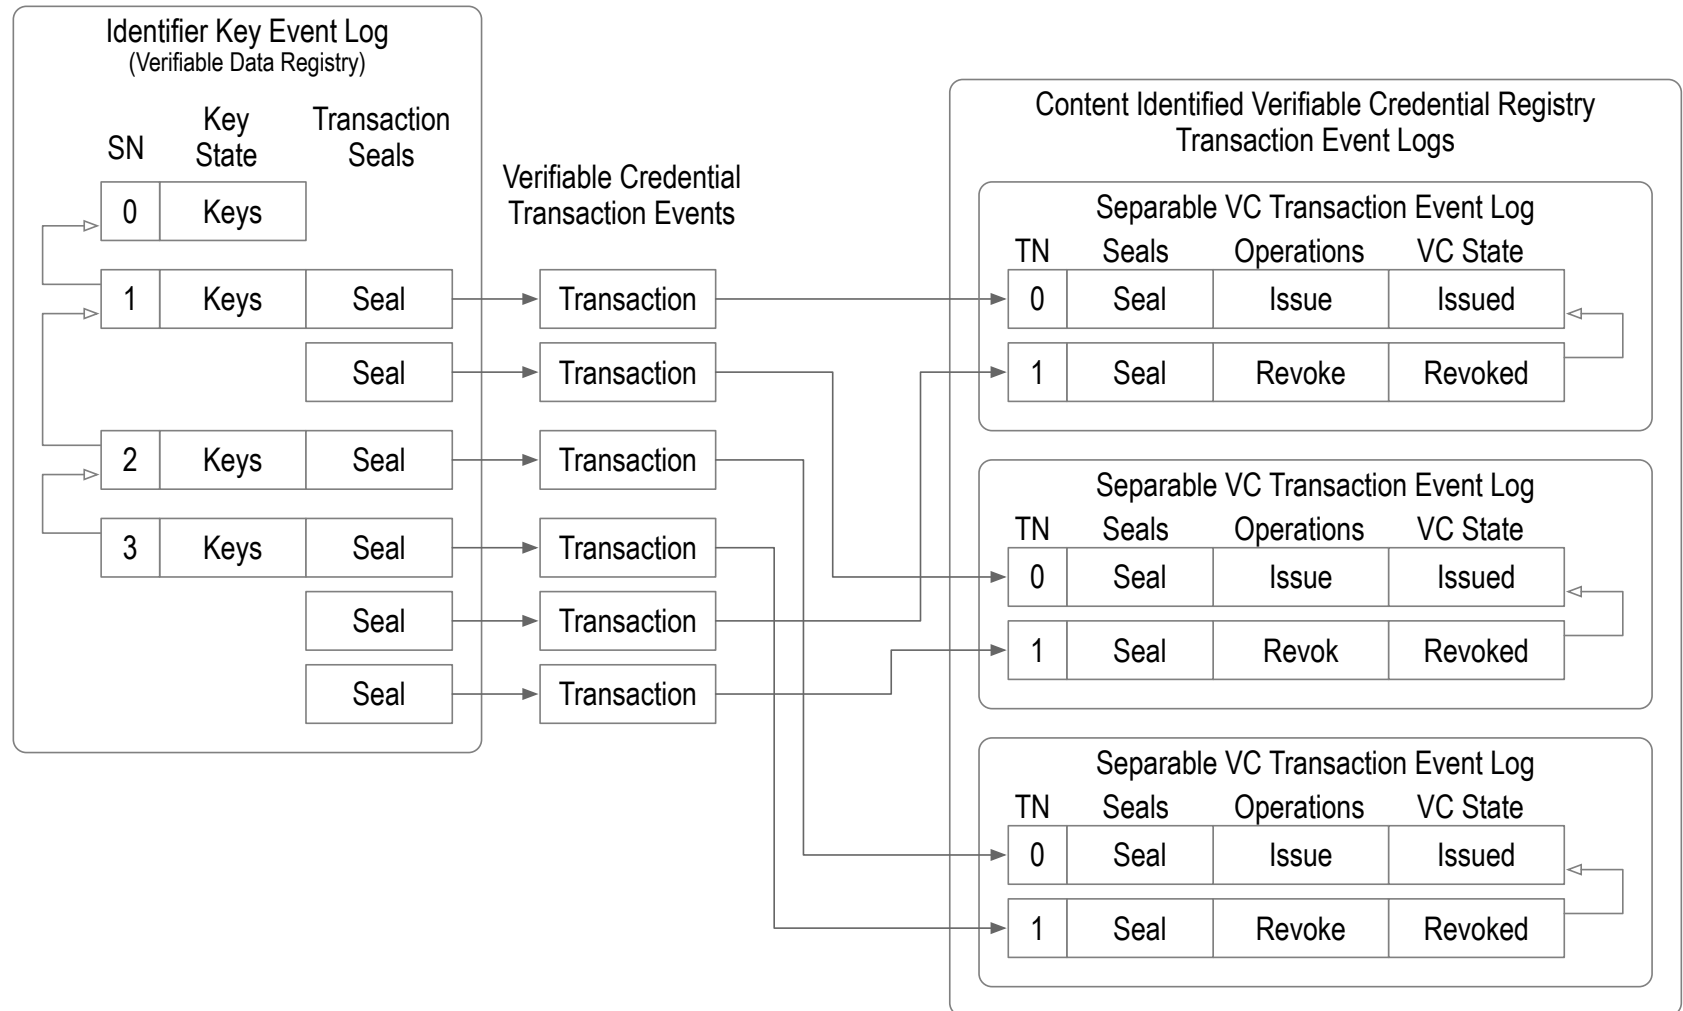 Identifier Key Event Log
(Verifiable Data Registry)
SN
Key
State
Transaction
Seals
0 Keys
1 Keys Seal
Seal
2 Keys Seal
3 Keys Seal
Seal
Seal
Verifiable Credential
Transaction Events
Transaction
Transaction
Transaction
Transaction
Transaction
Transaction
Content Identified Verifiable Credential Registry
Transaction Event Logs
Separable VC Transaction Event Log
TN Seals Operations VC State
0 Seal Issue Issued
1 Seal Revoke Revoked
Separable VC Transaction Event Log
TN Seals Operations VC State
0 Seal Issue Issued
1 Seal Revok Revoked
Separable VC Transaction Event Log
TN Seals Operations VC State
0 Seal Issue Issued
1 Seal Revoke Revoked